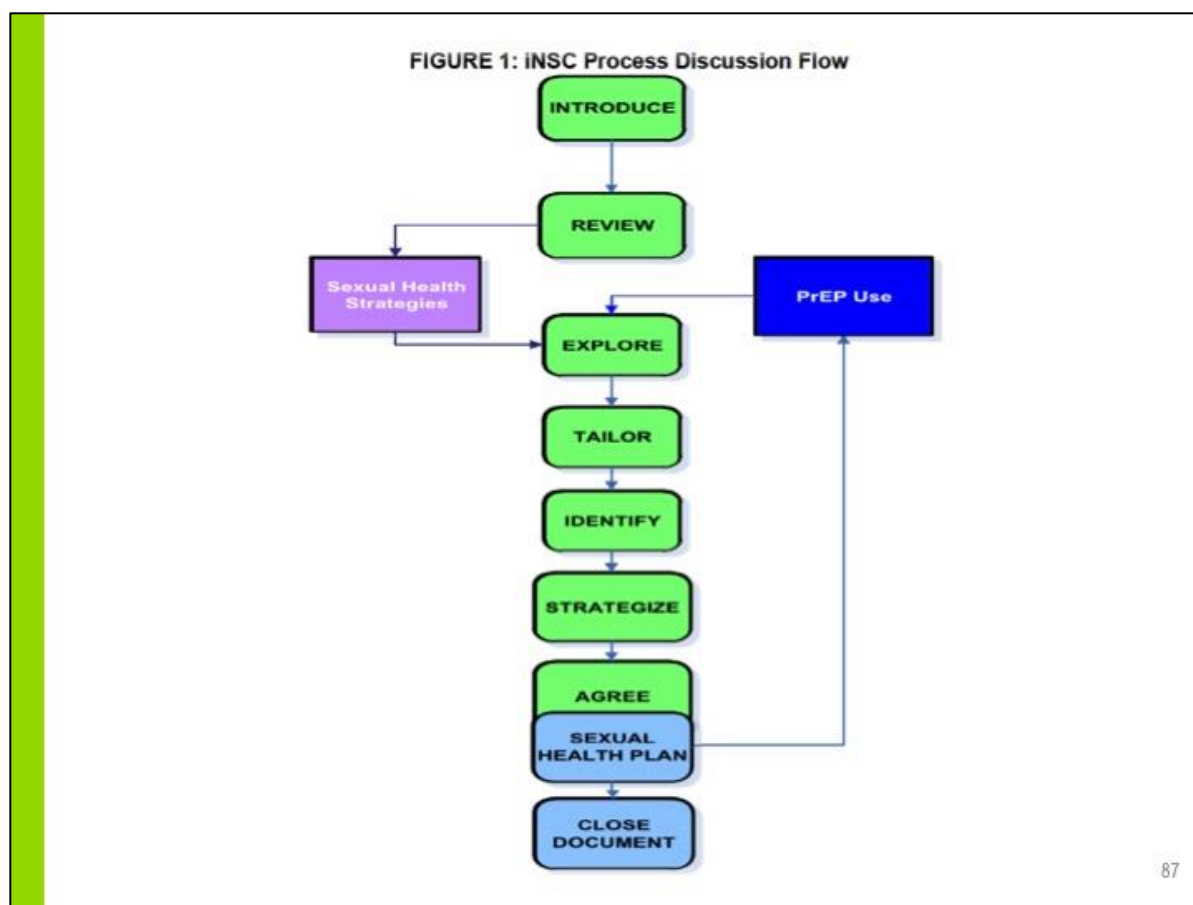 FIGURE 1: iNSC Process Discussion Flow
INTRODUCE
REVIEW
Sexual Health
Strategies
PrEP Use
EXPLORE
TAILOR
IDENTIFY
STRATEGIZE
AGREE
SEXUAL
HEALTH PLAN
CLOSE
DOCUMENT
87